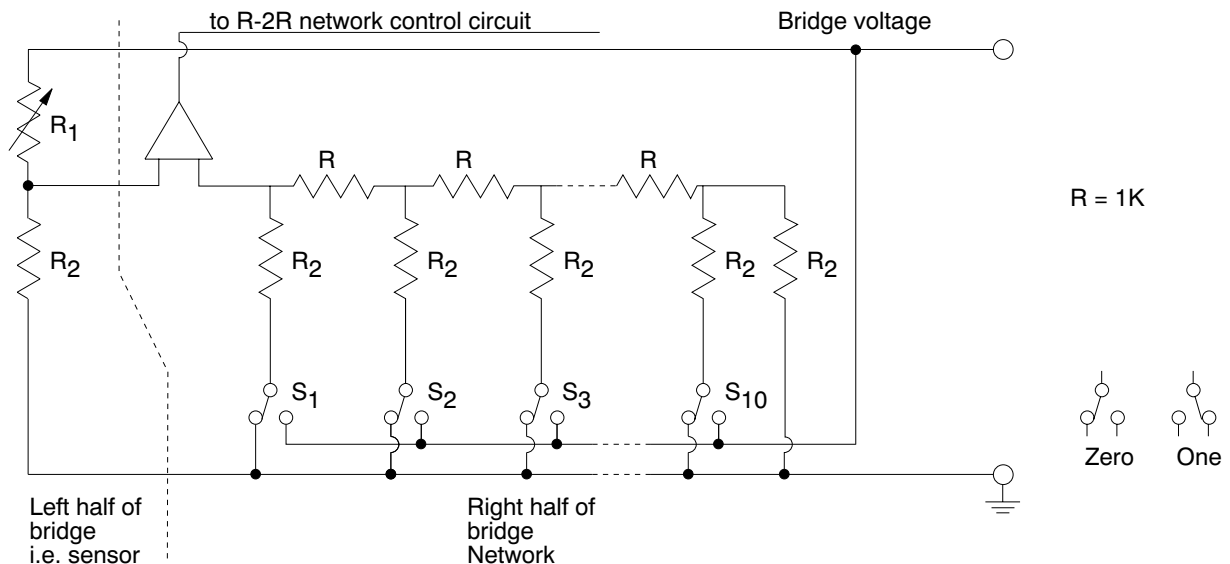 to R-2R network control circuit
Bridge voltage
R1
R
R
R
R = 1K
R2
R2
R2
R2
R2
R2
S1
S2
S3
S10
Zero
One
Left half of
bridge
i.e. sensor
Right half of
bridge
Network